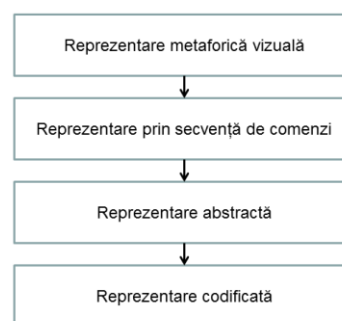 Reprezentare metaforică vizuală
Reprezentare prin secvență de comenzi
Reprezentare abstractă
Reprezentare codificată